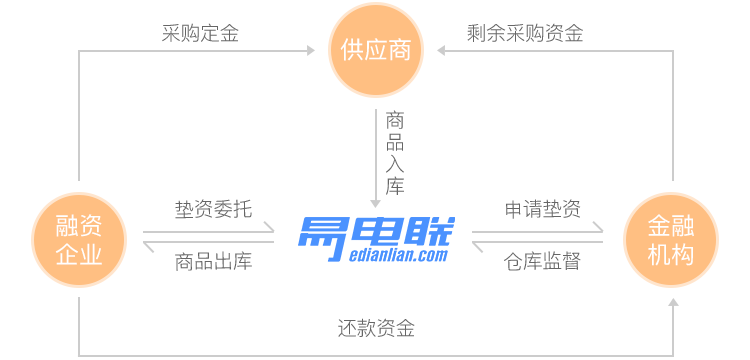 采购定金
供应商
剩余采购资金
商品入库
融资
企业
垫资委托
商品出库
易电联
edianlian.com
申请垫资
仓库监督
金融
机构
还款资金